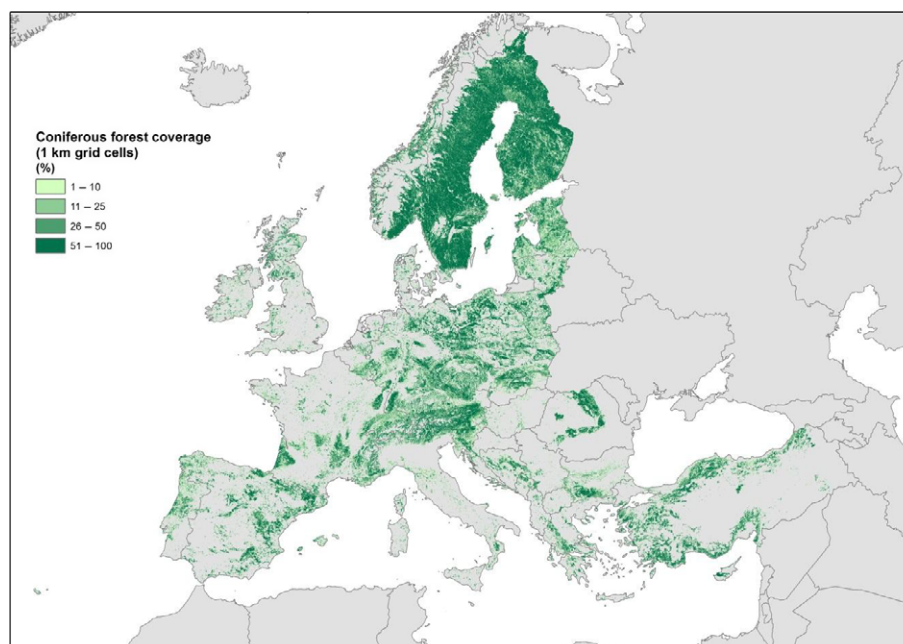 Coniferous forest coverage
(1 km grid cells)
(%)
1 – 10
11 – 25
26 – 50
51 – 100